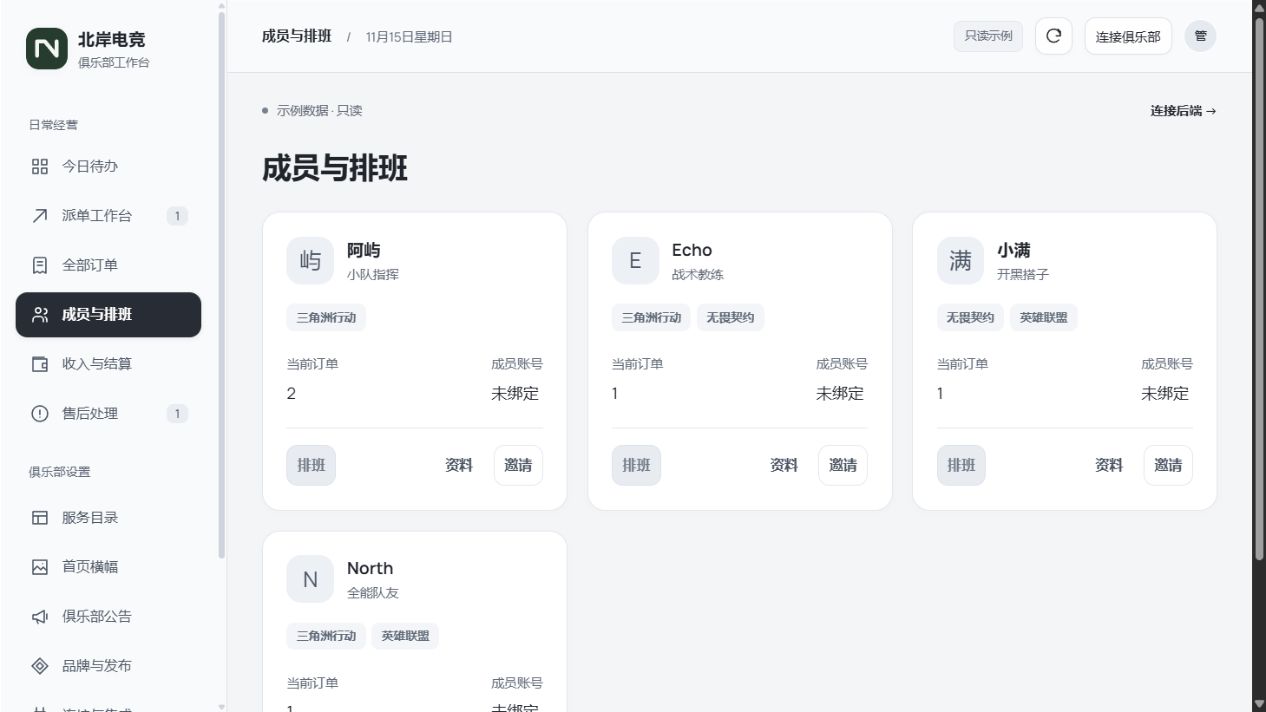 北岸电竞
俱乐部工作台
日常经营
今日待办
派单工作台 1
全部订单
成员与排班
收入与结算
售后处理 1
俱乐部设置
服务目录
首页横幅
俱乐部公告
品牌与发布
成员与排班 / 11月15日星期日
只读示例
连接俱乐部
管
示例数据 · 只读
连接后端 →
成员与排班
屿
阿屿
小队指挥
三角洲行动
当前订单 成员账号
2 未绑定
排班 资料 邀请
E
Echo
战术教练
三角洲行动 无畏契约
当前订单 成员账号
1 未绑定
排班 资料 邀请
满
小满
开黑搭子
无畏契约 英雄联盟
当前订单 成员账号
1 未绑定
排班 资料 邀请
N
North
全能队友
三角洲行动 英雄联盟
当前订单 成员账号
1 未绑定